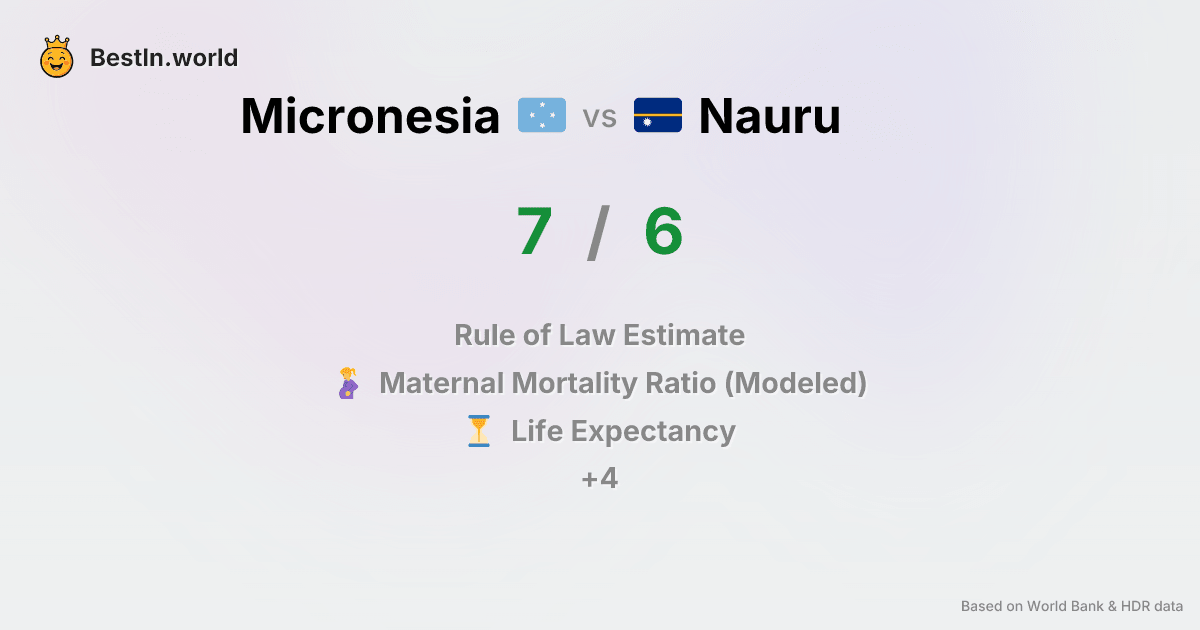 BestIn.world
Micronesia vs Nauru
7 / 6
Rule of Law Estimate
Maternal Mortality Ratio (Modeled)
Life Expectancy
+4
Based on World Bank & HDR data